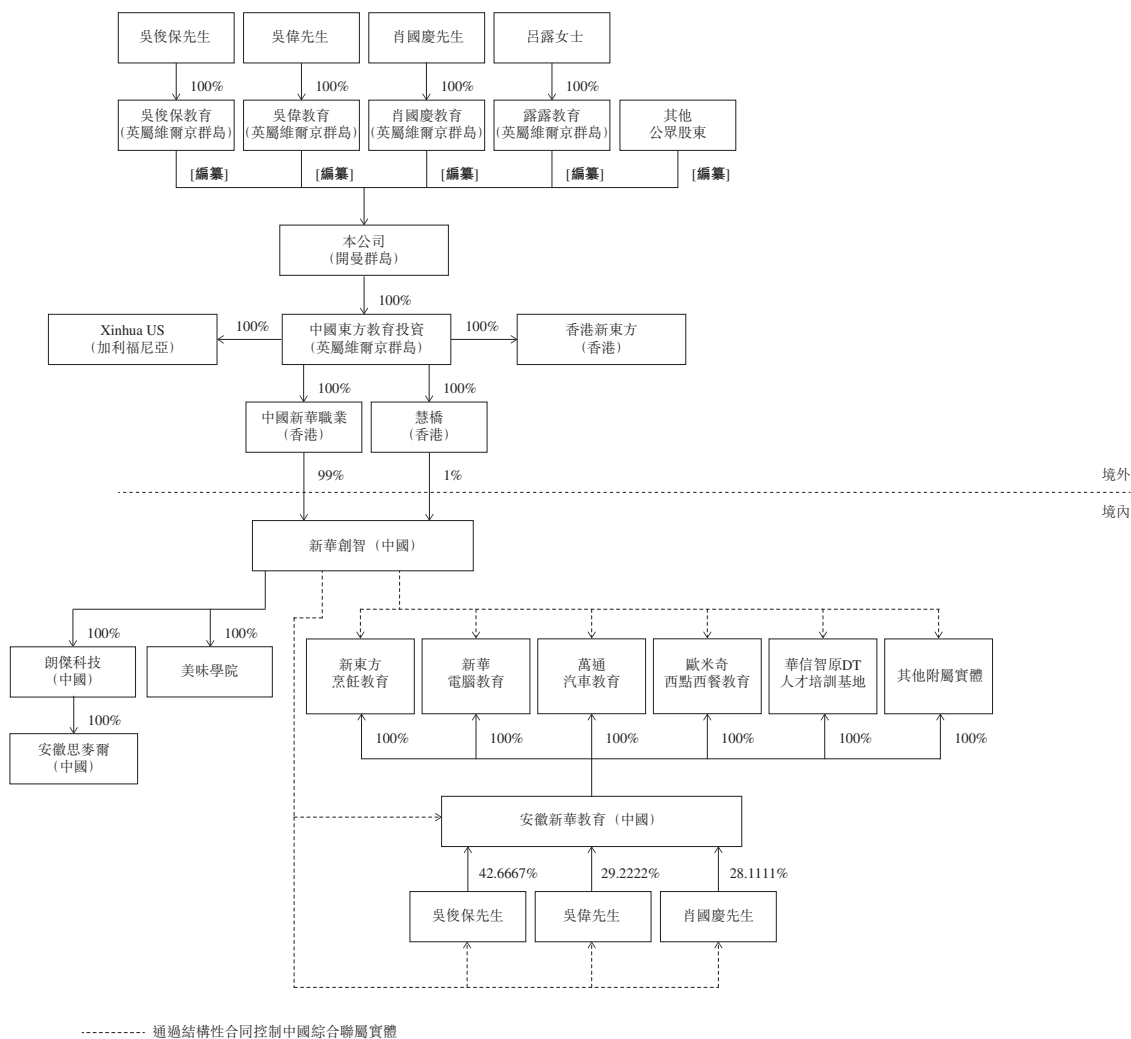 吳俊保先生
吳偉先生
肖國慶先生
呂露女士
100%
100%
100%
100%
吳俊保教育
(英屬維爾京群島)
吳偉教育
(英屬維爾京群島)
肖國慶教育
(英屬維爾京群島)
露露教育
(英屬維爾京群島)
其他
公眾股東
[編纂]
[編纂]
[編纂]
[編纂]
[編纂]
本公司
(開曼群島)
100%
Xinhua US
(加利福尼亞)
100%
中國東方教育投資
(英屬維爾京群島)
100%
香港新東方
(香港)
100%
100%
中國新華職業
(香港)
慧橋
(香港)
99%
1%
境外
境內
新華創智 (中國)
100%
100%
朗傑科技
(中國)
美味學院
100%
安徽思麥爾
(中國)
新東方
烹飪教育
新華
電腦教育
萬通
汽車教育
歐米奇
西點西餐教育
華信智原DT
人才培訓基地
其他附屬實體
100%
100%
100%
100%
100%
100%
安徽新華教育 (中國)
42.6667%
29.2222%
28.1111%
吳俊保先生
吳偉先生
肖國慶先生
通過結構性合同控制中國綜合聯屬實體